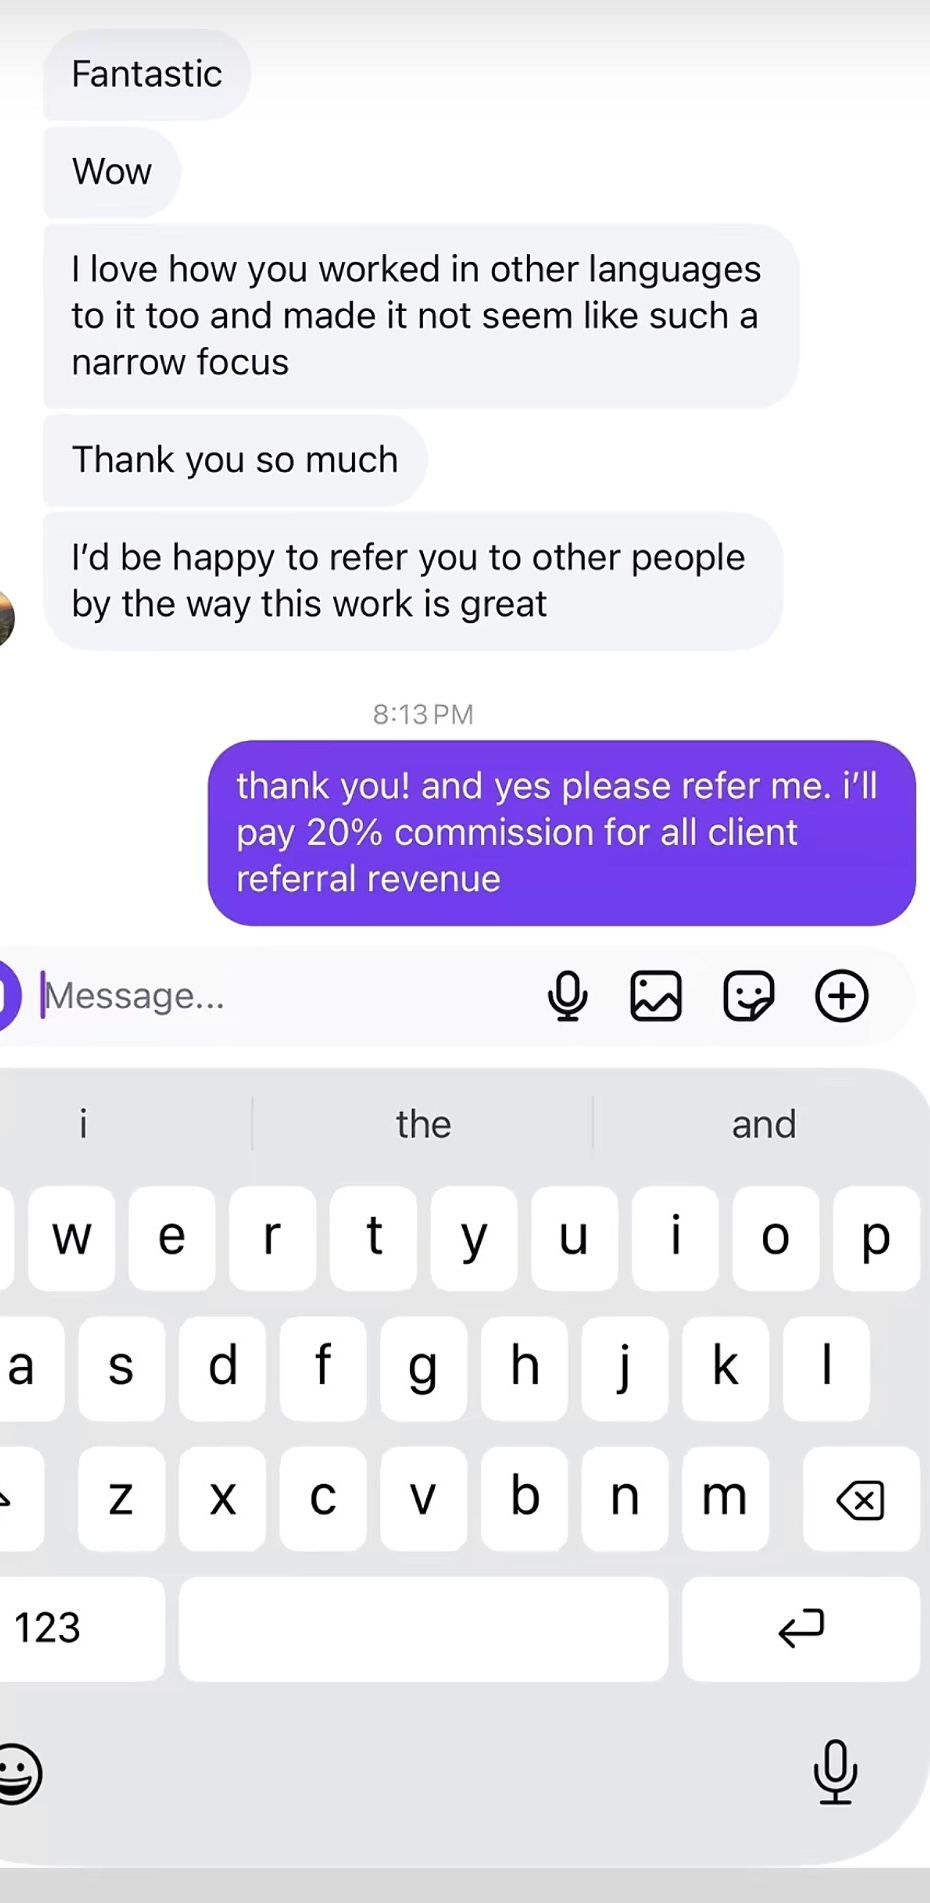 Fantastic
Wow
I love how you worked in other languages
to it too and made it not seem like such a
narrow focus
Thank you so much
I'd be happy to refer you to other people
by the way this work is great
8:13 PM
thank you! and yes please refer me. i'll
pay 20% commission for all client
referral revenue
Message...
i the and
w e r t y u i o p
a s d f g h j k l
z x c v b n m
123